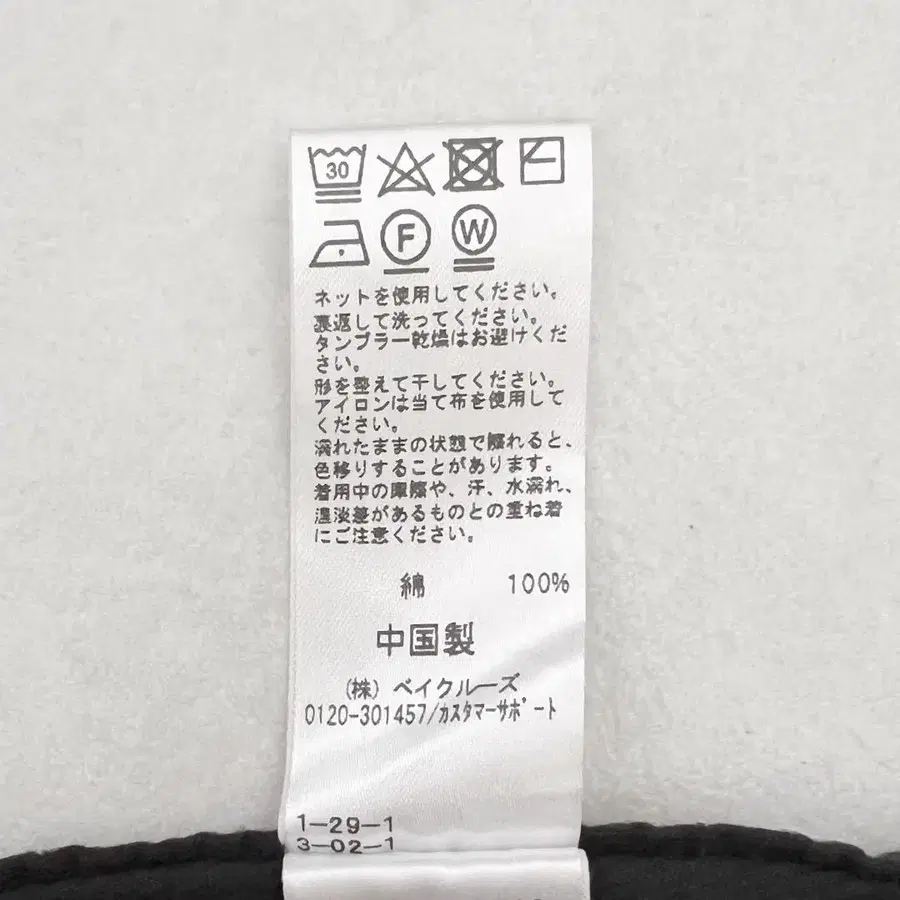 30
F W
ネットを使用してください。
裏返して洗ってください。
タンブラー乾燥はお避けくだ
さい。
形を整えて干してください。
アイロンは当て布を使用して
ください。
濡れたままの状態で擦れると、
色移りすることがあります。
着用中の摩擦や、汗、水濡れ、
濃淡差があるものとの重ね着
にご注意ください。
綿 100%
中国製
(株) ベイクルーズ
0120-301457/カスタマーサポート
1-29-1
3-02-1